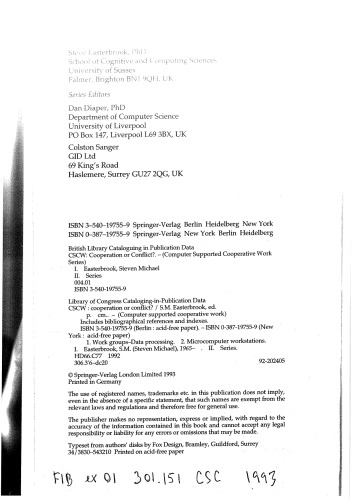 Steve Easterbrook, PhD
School of Cognitive and Computing Sciences
University of Sussex
Falmer, Brighton BN1 9QH, UK
Series Editors
Dan Diaper, PhD
Department of Computer Science
University of Liverpool
PO Box 147, Liverpool L69 3BX, UK
Colston Sanger
GID Ltd
69 King's Road
Haslemere, Surrey GU27 2QG, UK
ISBN 3-540-19755-9 Springer-Verlag Berlin Heidelberg New York
ISBN 0-387-19755-9 Springer-Verlag New York Berlin Heidelberg
British Library Cataloguing in Publication Data
CSCW: Cooperation or Conflict?. – (Computer Supported Cooperative Work
Series)
I. Easterbrook, Steven Michael
II. Series
004.01
ISBN 3-540-19755-9
Library of Congress Cataloging-in-Publication Data
CSCW : cooperation or conflict? / S.M. Easterbrook, ed.
p. cm.. – (Computer supported cooperative work)
Includes bibliographical references and indexes.
ISBN 3-540-19755-9 (Berlin : acid-free paper). – ISBN 0-387-19755-9 (New
York : acid-free paper)
1. Work groups–Data processing. 2. Microcomputer workstations.
I. Easterbrook, S.M. (Steven Michael), 1965– . II. Series.
HD66.C77 1992
306.3'6–dc20 92-202405
© Springer-Verlag London Limited 1993
Printed in Germany
The use of registered names, trademarks etc. in this publication does not imply,
even in the absence of a specific statement, that such names are exempt from the
relevant laws and regulations and therefore free for general use.
The publisher makes no representation, express or implied, with regard to the
accuracy of the information contained in this book and cannot accept any legal
responsibility or liability for any errors or omissions that may be made.
Typeset from authors' disks by Fox Design, Bramley, Guildford, Surrey
34/3830-543210 Printed on acid-free paper
FIB ex 01 301.151 CSC 1993